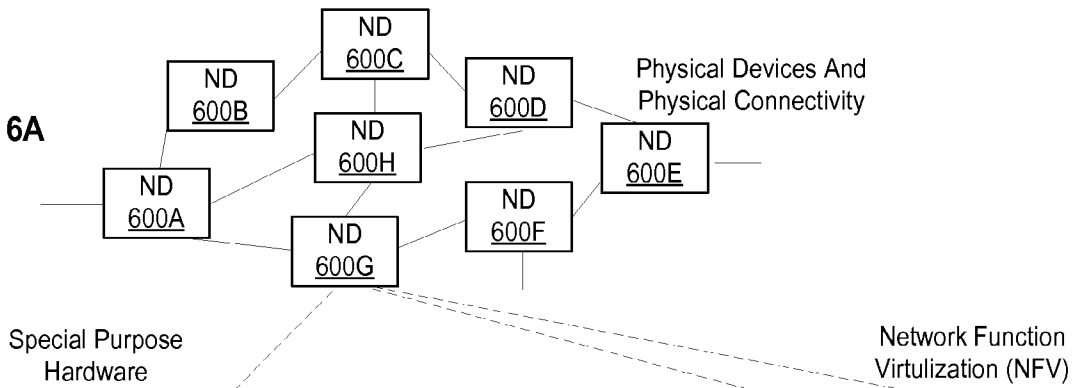 ND
600C
ND
600B
ND
600D
Physical Devices And
Physical Connectivity
6A
ND
600H
ND
600E
ND
600A
ND
600F
ND
600G
Special Purpose
Hardware
Network Function
Virtulization (NFV)